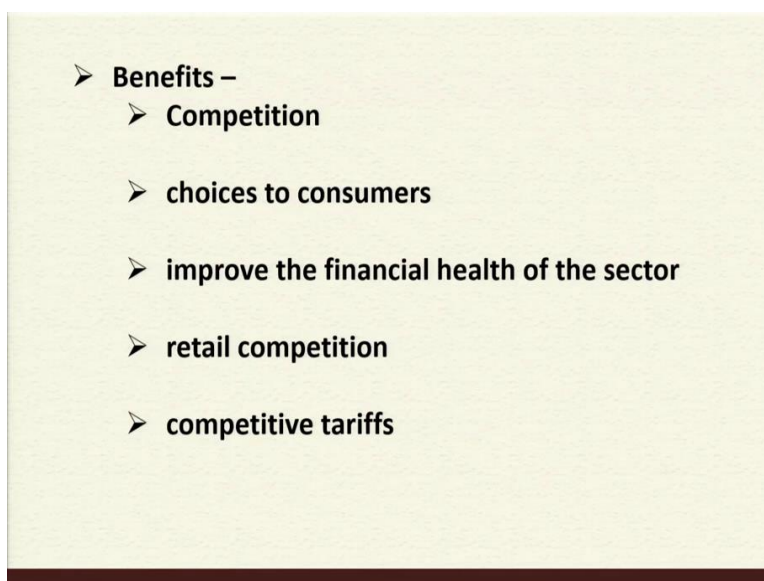 ➢ Benefits –
➢ Competition
➢ choices to consumers
➢ improve the financial health of the sector
➢ retail competition
➢ competitive tariffs